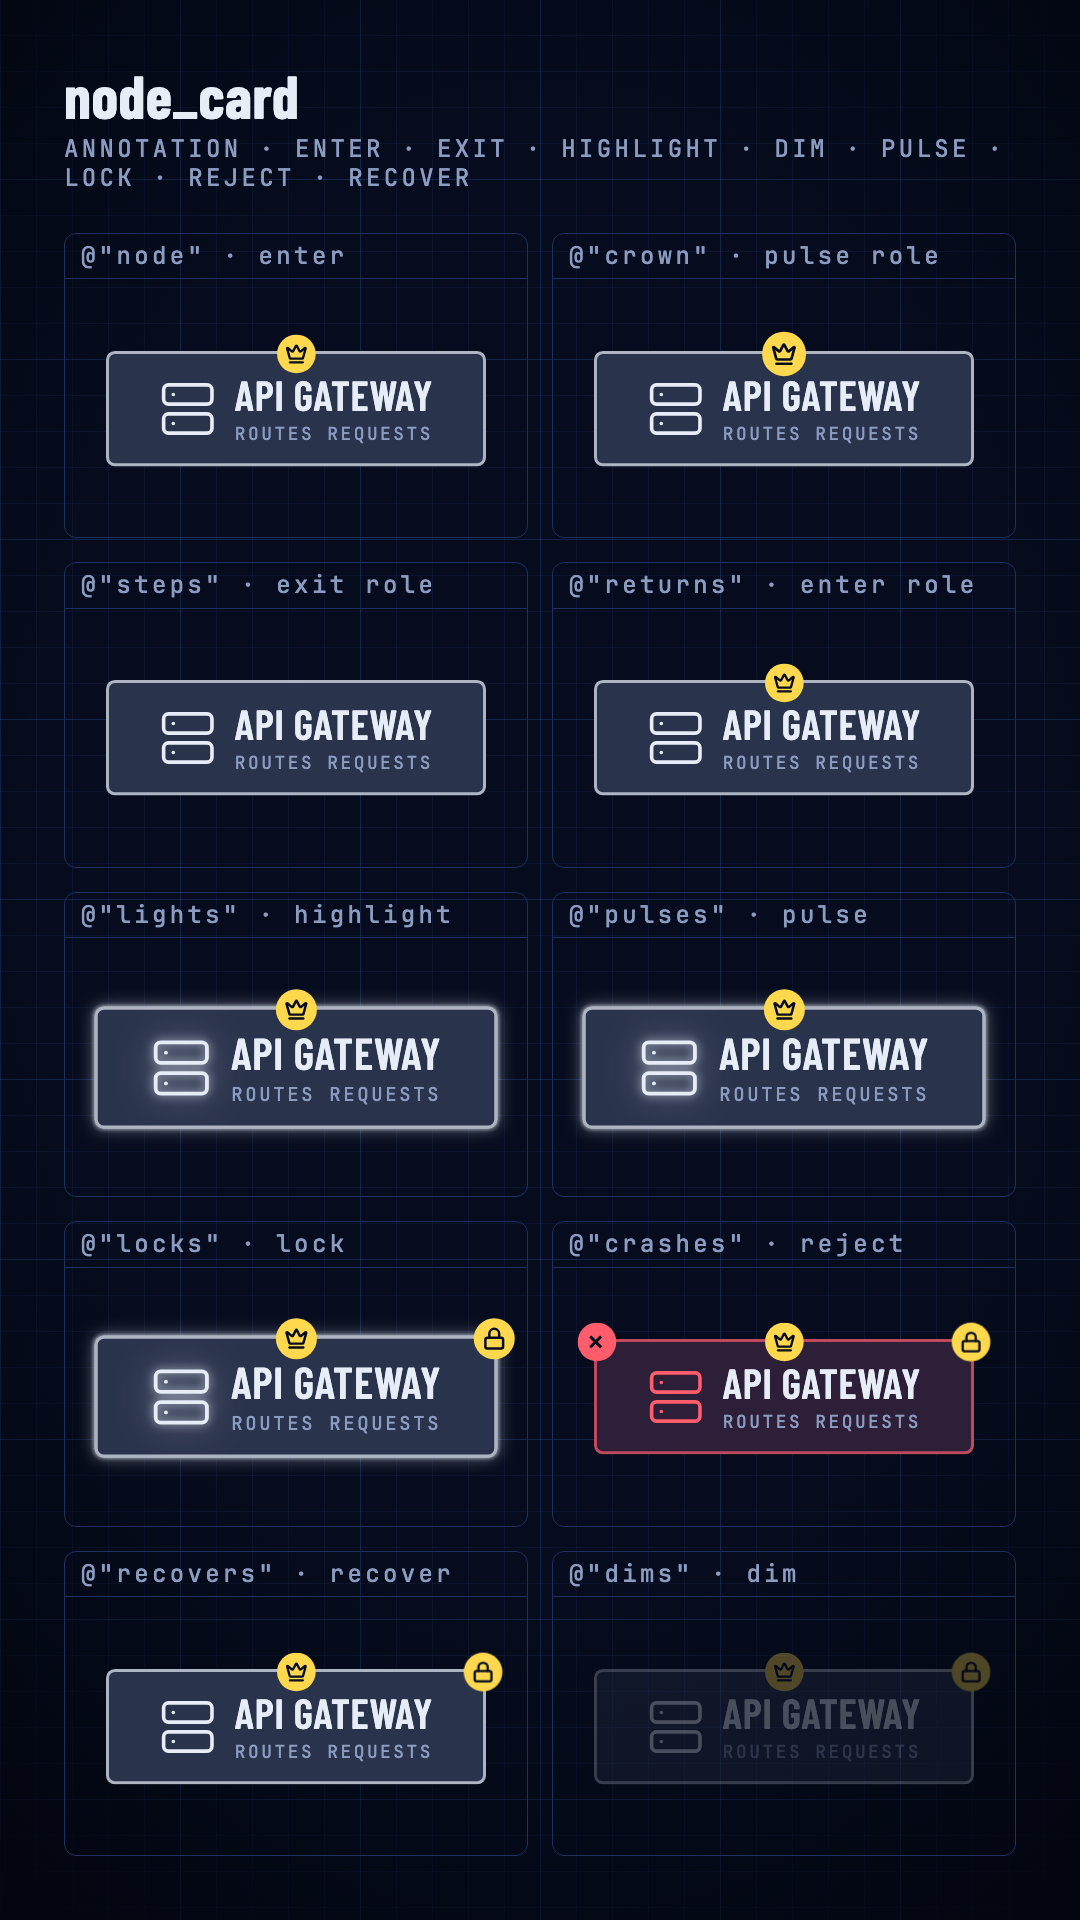 node_card
ANNOTATION · ENTER · EXIT · HIGHLIGHT · DIM · PULSE ·
LOCK · REJECT · RECOVER
@"node" · enter
API GATEWAY
ROUTES REQUESTS
@"crown" · pulse role
API GATEWAY
ROUTES REQUESTS
@"steps" · exit role
API GATEWAY
ROUTES REQUESTS
@"returns" · enter role
API GATEWAY
ROUTES REQUESTS
@"lights" · highlight
API GATEWAY
ROUTES REQUESTS
@"pulses" · pulse
API GATEWAY
ROUTES REQUESTS
@"locks" · lock
API GATEWAY
ROUTES REQUESTS
@"crashes" · reject
API GATEWAY
ROUTES REQUESTS
@"recovers" · recover
API GATEWAY
ROUTES REQUESTS
@"dims" · dim
API GATEWAY
ROUTES REQUESTS